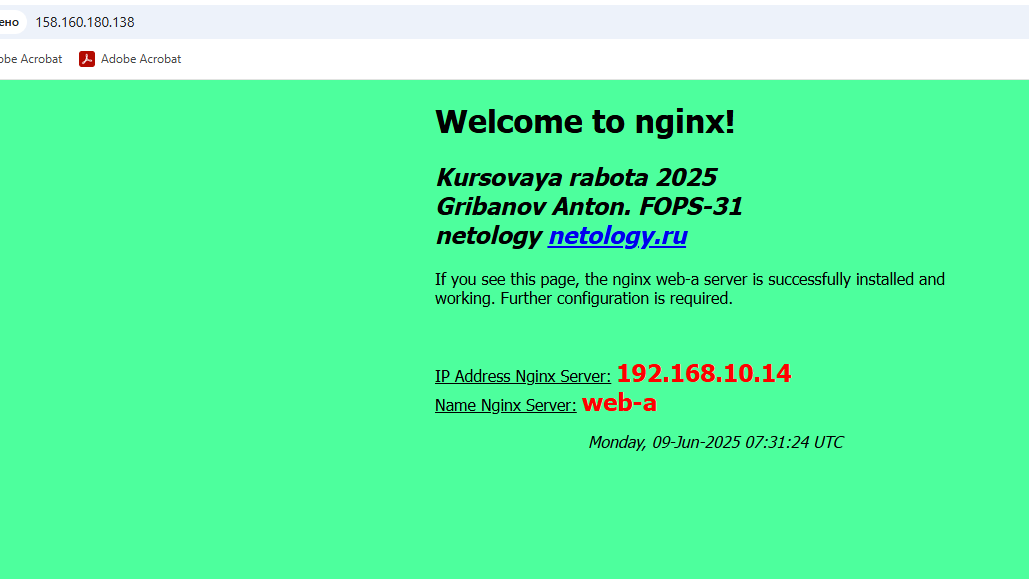 158.160.180.138
Adobe Acrobat
Welcome to nginx!
Kursovaya rabota 2025
Gribanov Anton. FOPS-31
netology netology.ru
If you see this page, the nginx web-a server is successfully installed and
working. Further configuration is required.
IP Address Nginx Server: 192.168.10.14
Name Nginx Server: web-a
Monday, 09-Jun-2025 07:31:24 UTC